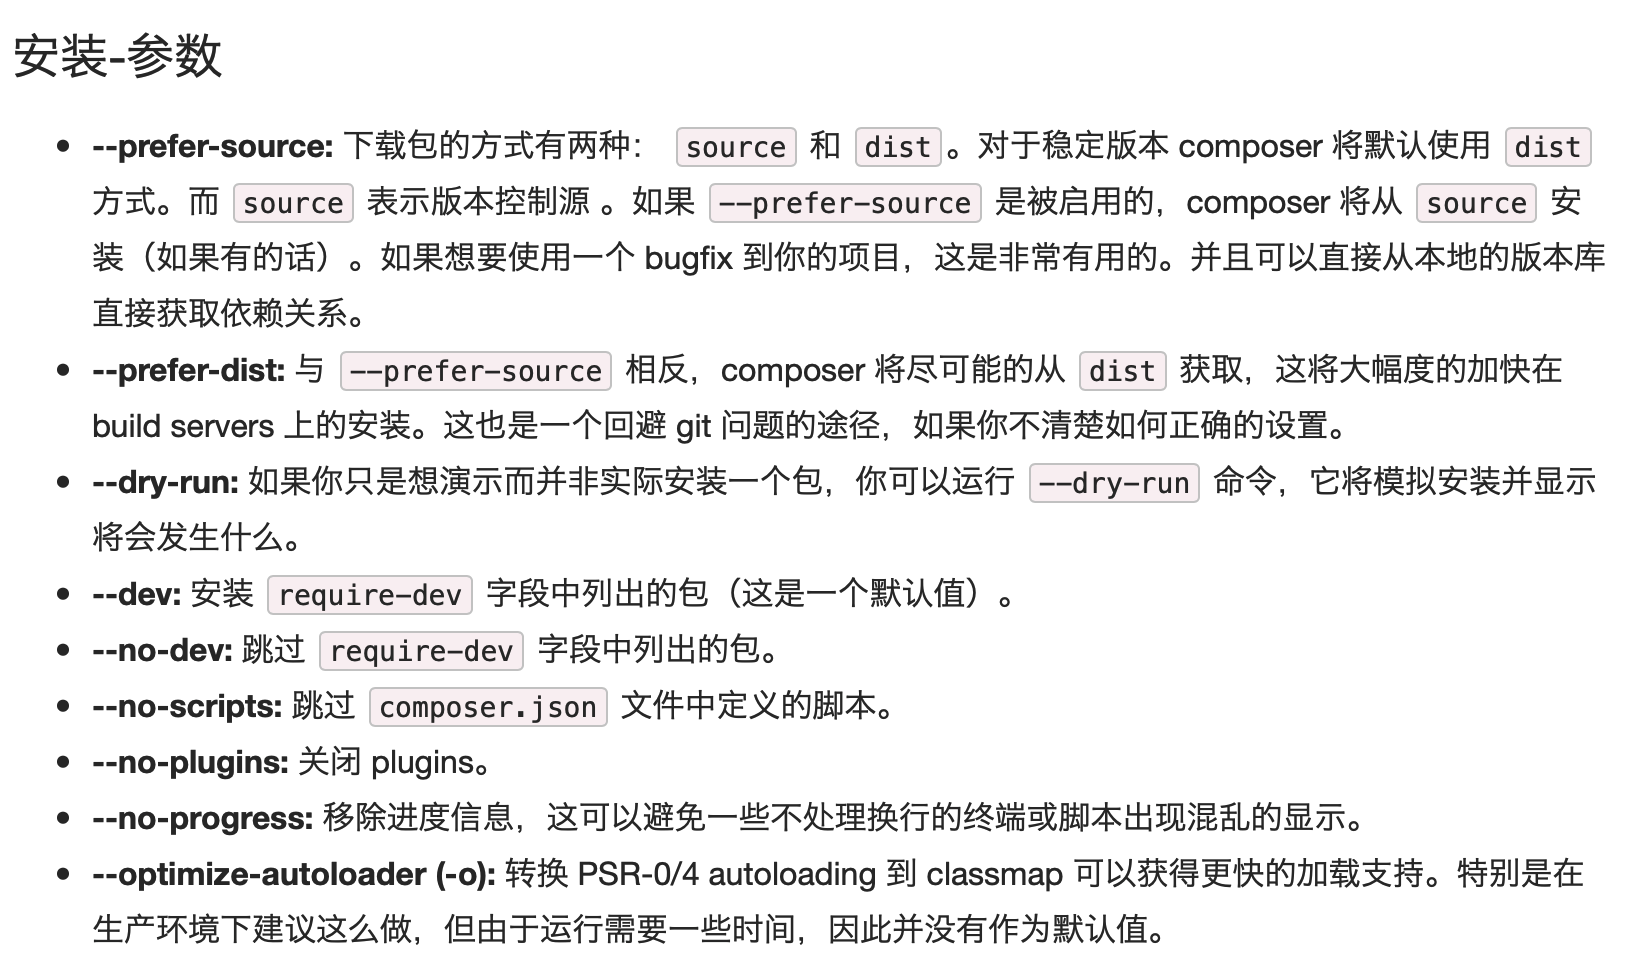 安装-参数
--prefer-source: 下载包的方式有两种： source 和 dist 。对于稳定版本 composer 将默认使用 dist
方式。而 source 表示版本控制源 。如果 --prefer-source 是被启用的，composer 将从 source 安
装（如果有的话）。如果想要使用一个 bugfix 到你的项目，这是非常有用的。并且可以直接从本地的版本库
直接获取依赖关系。
--prefer-dist: 与 --prefer-source 相反，composer 将尽可能的从 dist 获取，这将大幅度的加快在
build servers 上的安装。这也是一个回避 git 问题的途径，如果你不清楚如何正确的设置。
--dry-run: 如果你只是想演示而并非实际安装一个包，你可以运行 --dry-run 命令，它将模拟安装并显示
将会发生什么。
--dev: 安装 require-dev 字段中列出的包（这是一个默认值）。
--no-dev: 跳过 require-dev 字段中列出的包。
--no-scripts: 跳过 composer.json 文件中定义的脚本。
--no-plugins: 关闭 plugins。
--no-progress: 移除进度信息，这可以避免一些不处理换行的终端或脚本出现混乱的显示。
--optimize-autoloader (-o): 转换 PSR-0/4 autoloading 到 classmap 可以获得更快的加载支持。特别是在
生产环境下建议这么做，但由于运行需要一些时间，因此并没有作为默认值。